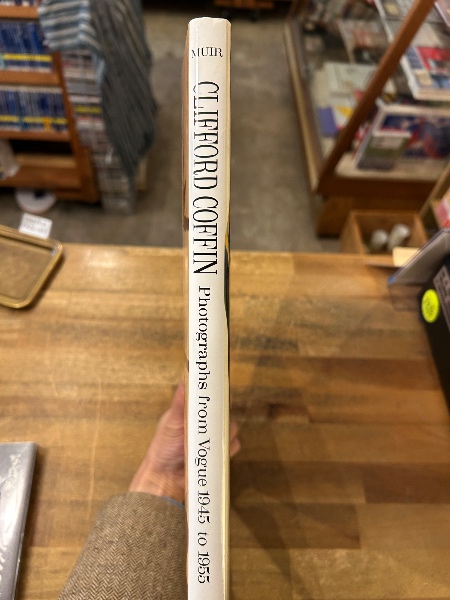 MUIR
CLIFFORD COFFIN
Photographs from Vogue 1945 to 1955